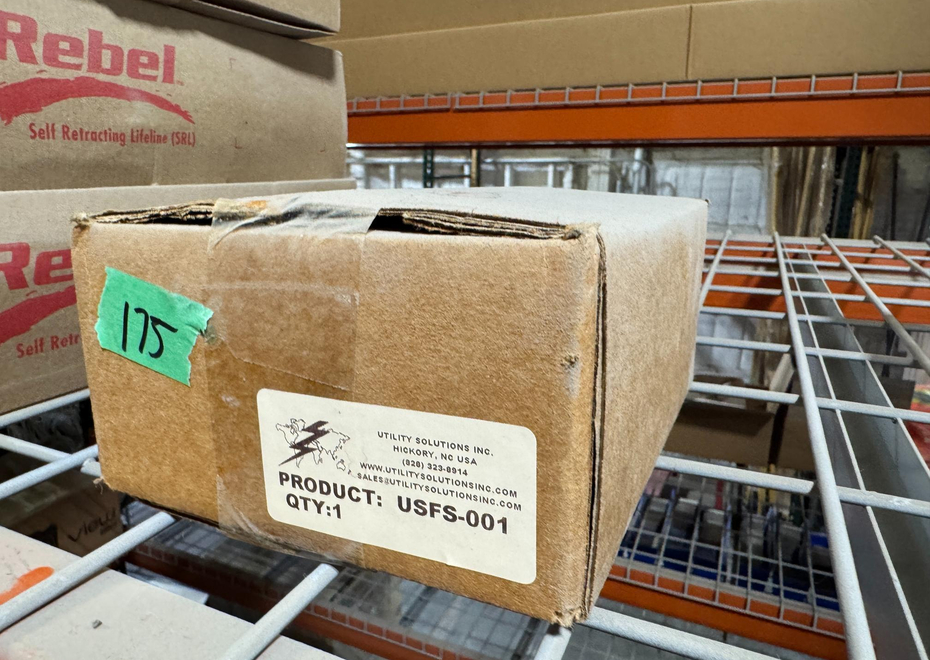 Rebel
Self Retracting Lifeline (SRL)
Re
Self Retr
175
UTILITY SOLUTIONS INC.
HICKORY, NC USA
(828) 323-8914
WWW.UTILITYSOLUTIONSINC.COM
SALES@UTILITYSOLUTIONSINC.COM
PRODUCT: USFS-001
QTY:1
view